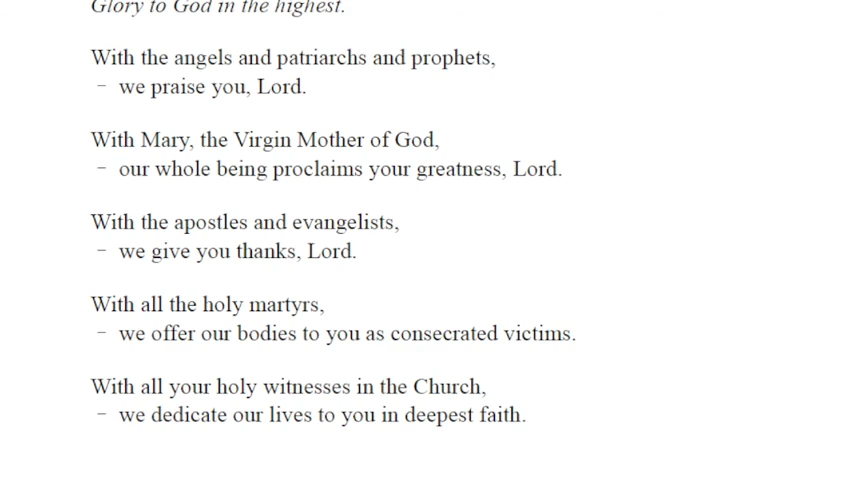 Glory to God in the highest.
With the angels and patriarchs and prophets,
– we praise you, Lord.
With Mary, the Virgin Mother of God,
– our whole being proclaims your greatness, Lord.
With the apostles and evangelists,
– we give you thanks, Lord.
With all the holy martyrs,
– we offer our bodies to you as consecrated victims.
With all your holy witnesses in the Church,
– we dedicate our lives to you in deepest faith.